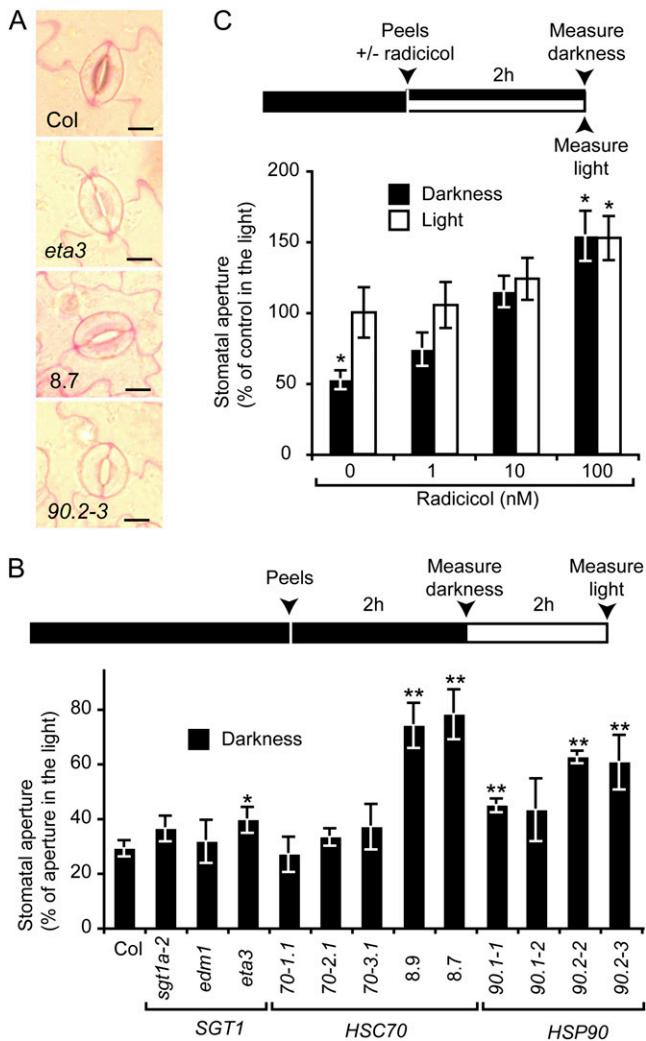 A
Col
eta3
8.7
90.2-3
C
Peels
+/- radicicol
Measure
darkness
2h
Measure
light
Stomatal aperture
(% of control in the light)
200
150
100
50
0
Darkness
Light
*
* *
0 1 10 100
Radicicol (nM)
B
Peels
Measure
darkness
Measure
light
2h 2h
Stomatal aperture
(% of aperture in the light)
80
60
40
20
0
Darkness
* ** ** ** ** **
Col sgt1a-2 edm1 eta3 70-1.1 70-2.1 70-3.1 8.9 8.7 90.1-1 90.1-2 90.2-2 90.2-3
SGT1 HSC70 HSP90